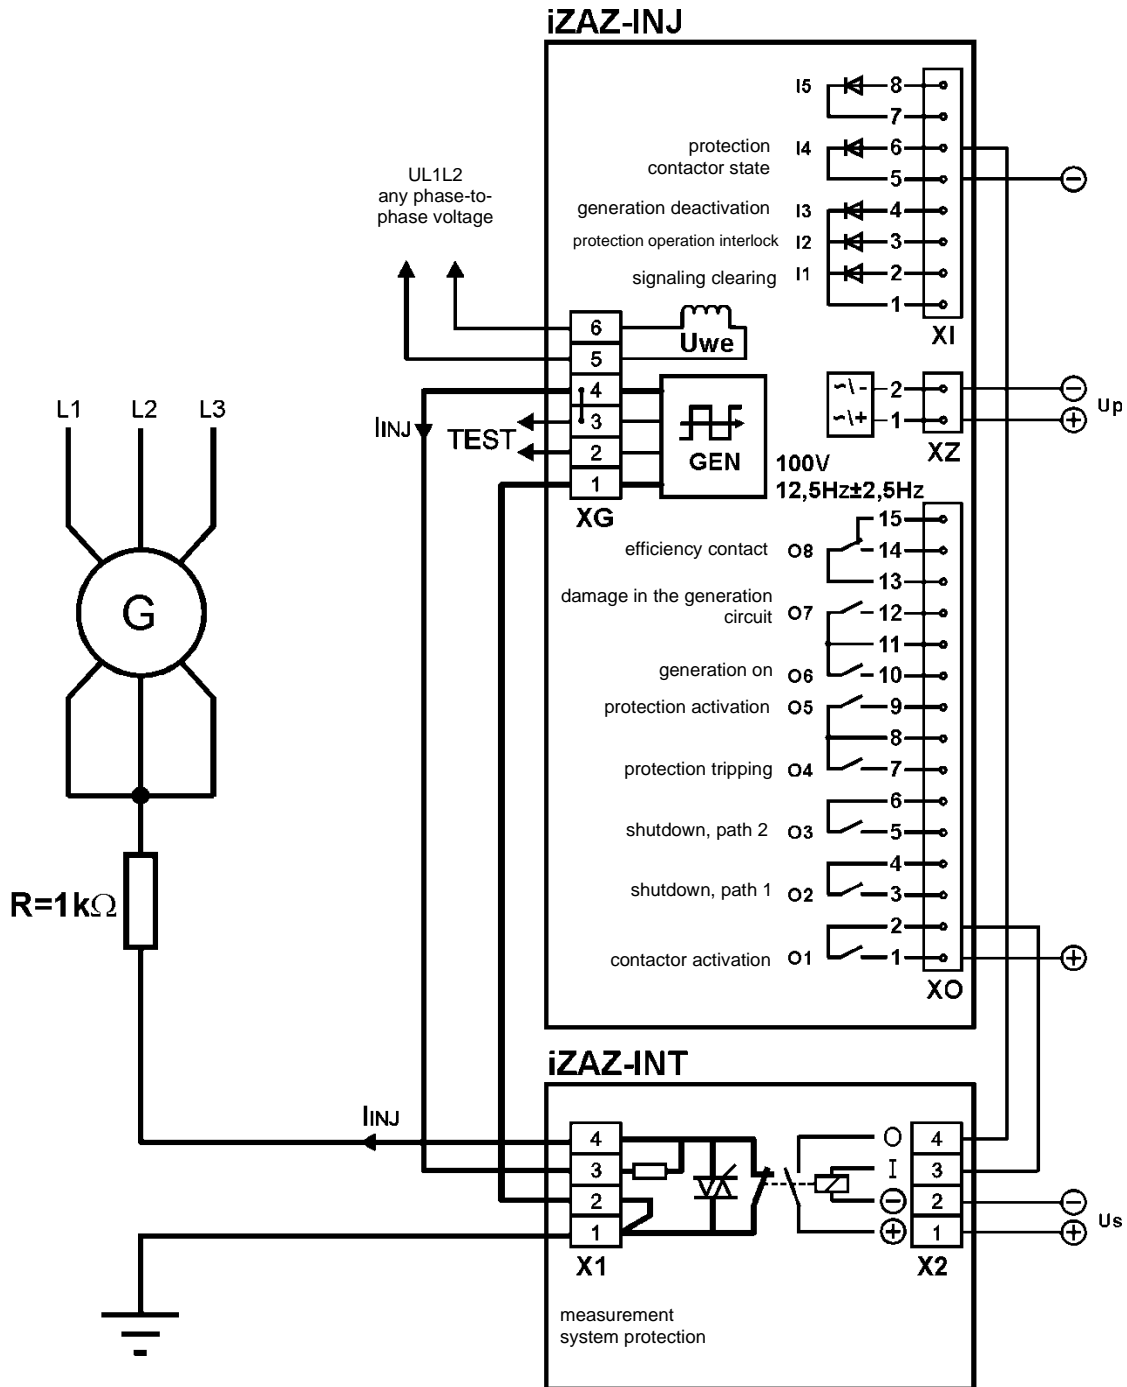 iZAZ-INJ
I5
8
7
protection
contactor state
I4
6
5
generation deactivation
I3
4
protection operation interlock
I2
3
signaling clearing
I1
2
1
XI
UL1L2
any phase-to-
phase voltage
6
5
4
3
2
1
XG
Uwe
IINJ
TEST
GEN
100V
12,5Hz±2,5Hz
~\ -
2
~\+
1
XZ
Up
15
efficiency contact
O8
14
13
damage in the generation
circuit
O7
12
11
generation on
O6
10
protection activation
O5
9
8
protection tripping
O4
7
6
shutdown, path 2
O3
5
4
shutdown, path 1
O2
3
2
contactor activation
O1
1
XO
L1
L2
L3
G
R=1kΩ
iZAZ-INT
IINJ
4
3
2
1
X1
O
I
4
3
2
1
X2
Us
measurement
system protection